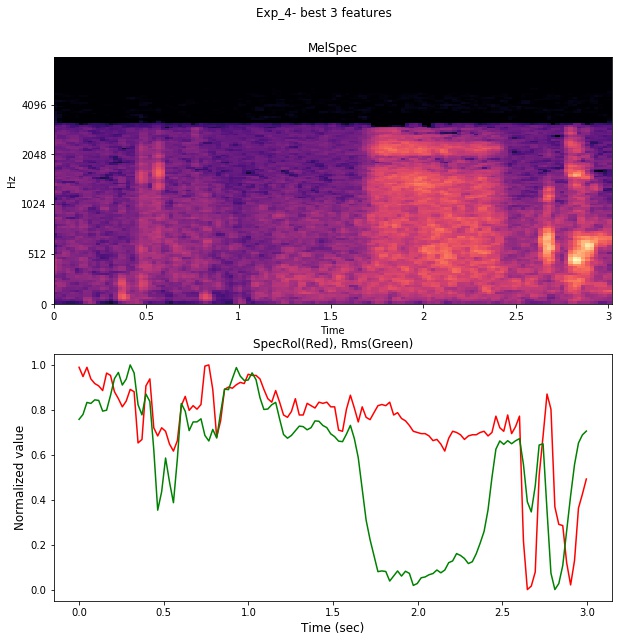 Exp_4- best 3 features
MelSpec
4096
2048
1024
512
0
Hz
0 0.5 1 1.5 2 2.5 3
Time
SpecRol(Red), Rms(Green)
1.0
0.8
0.6
0.4
0.2
0.0
Normalized value
0.0 0.5 1.0 1.5 2.0 2.5 3.0
Time (sec)